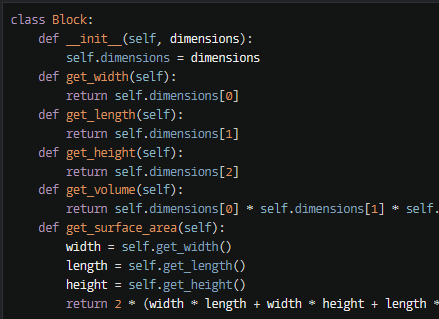 class Block:
    def __init__(self, dimensions):
        self.dimensions = dimensions
    def get_width(self):
        return self.dimensions[0]
    def get_length(self):
        return self.dimensions[1]
    def get_height(self):
        return self.dimensions[2]
    def get_volume(self):
        return self.dimensions[0] * self.dimensions[1] * self.
    def get_surface_area(self):
        width = self.get_width()
        length = self.get_length()
        height = self.get_height()
        return 2 * (width * length + width * height + length *